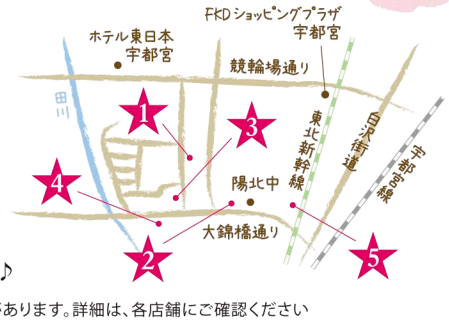 FKDショッピングプラザ
宇都宮
ホテル東日本
宇都宮
競輪場通り
田川
東北新幹線
白沢街道
宇都宮線
1
3
4
陽北中
大錦橋通り
2
5
♪
があります。詳細は、各店舗にご確認ください